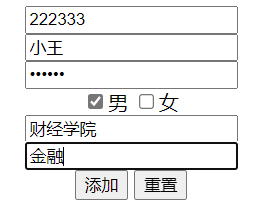 222333
小王
••••••
男 女
财经学院
金融
添加 重置